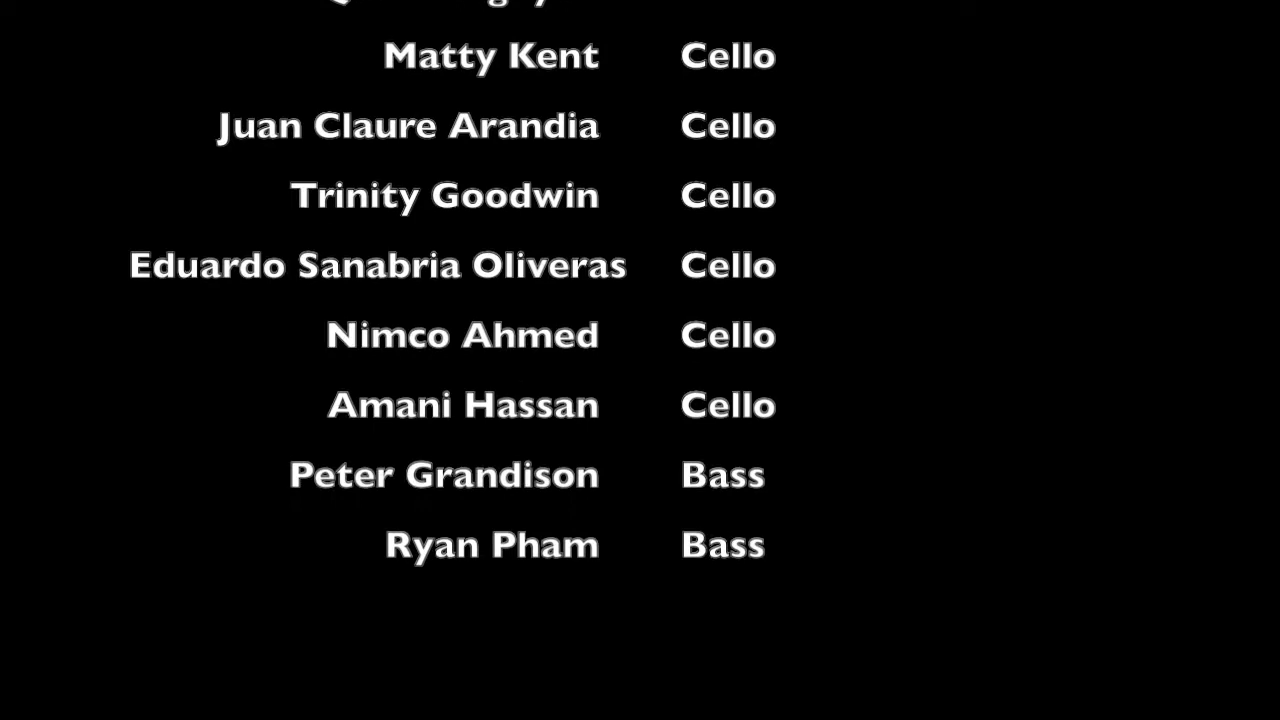 Matty Kent Cello
Juan Claure Arandia Cello
Trinity Goodwin Cello
Eduardo Sanabria Oliveras Cello
Nimco Ahmed Cello
Amani Hassan Cello
Peter Grandison Bass
Ryan Pham Bass